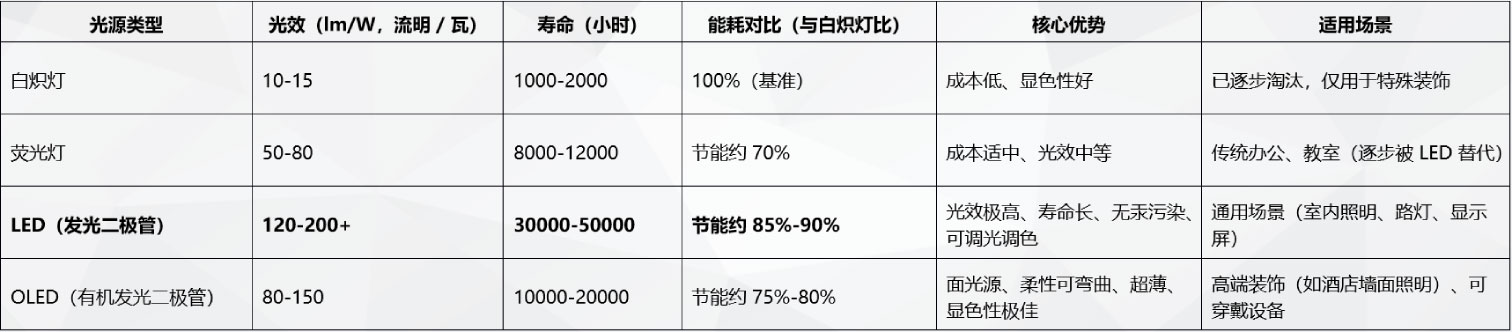 光源类型 光效（lm/W，流明 / 瓦） 寿命（小时） 能耗对比（与白炽灯比） 核心优势 适用场景
白炽灯 10-15 1000-2000 100%（基准） 成本低、显色性好 已逐步淘汰，仅用于特殊装饰
荧光灯 50-80 8000-12000 节能约 70% 成本适中、光效中等 传统办公、教室（逐步被 LED 替代）
LED（发光二极管） 120-200+ 30000-50000 节能约 85%-90% 光效极高、寿命长、无汞污染、
可调光调色
通用场景（室内照明、路灯、显示
屏）
OLED（有机发光二极管） 80-150 10000-20000 节能约 75%-80% 面光源、柔性可弯曲、超薄、
显色性极佳
高端装饰（如酒店墙面照明）、可
穿戴设备